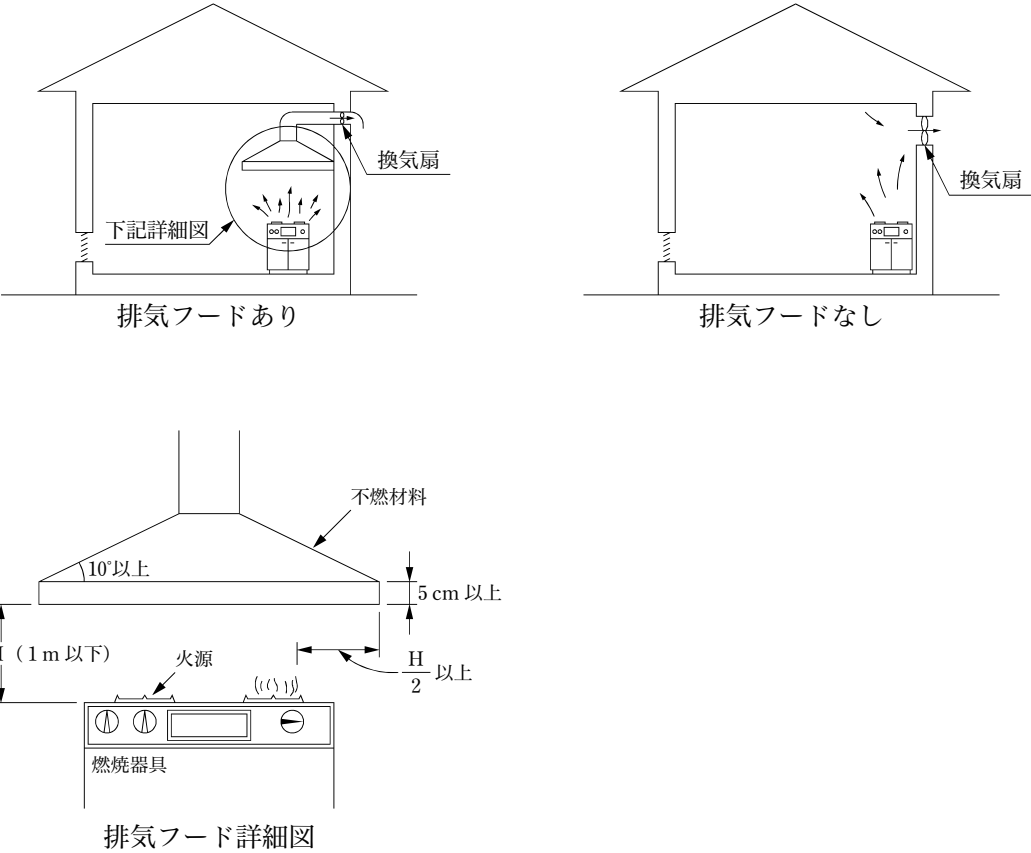 換気扇
下記詳細図
排気フードあり
換気扇
排気フードなし
不燃材料
10°以上
5 cm 以上
H（1 m 以下）
火源
H/2 以上
燃焼器具
排気フード詳細図